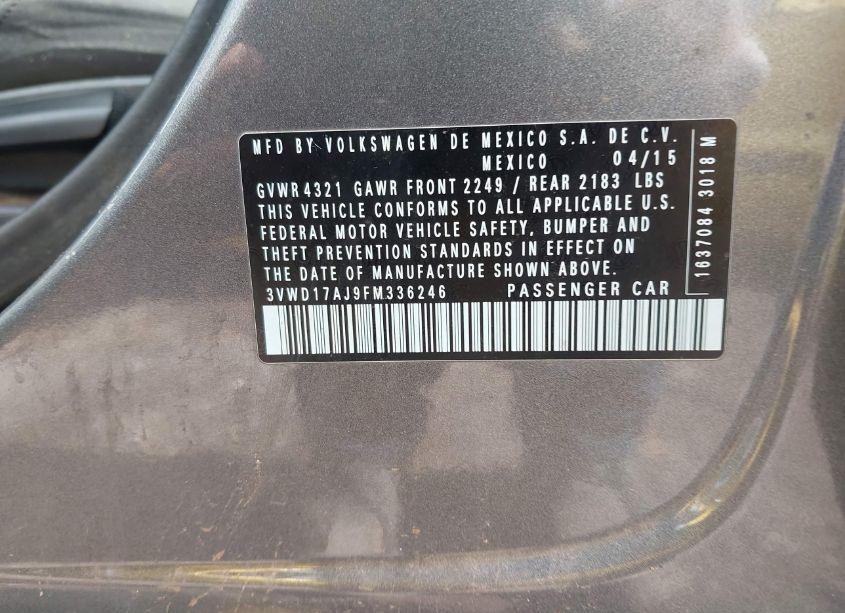 MFD BY VOLKSWAGEN DE MEXICO S.A. DE C.V.
MEXICO 04/15
GVWR 4321 GAWR FRONT 2249 / REAR 2183 LBS
THIS VEHICLE CONFORMS TO ALL APPLICABLE U.S.
FEDERAL MOTOR VEHICLE SAFETY, BUMPER AND
THEFT PREVENTION STANDARDS IN EFFECT ON
THE DATE OF MANUFACTURE SHOWN ABOVE.
3VWD17AJ9FM336246 PASSENGER CAR
1637084 3018 M